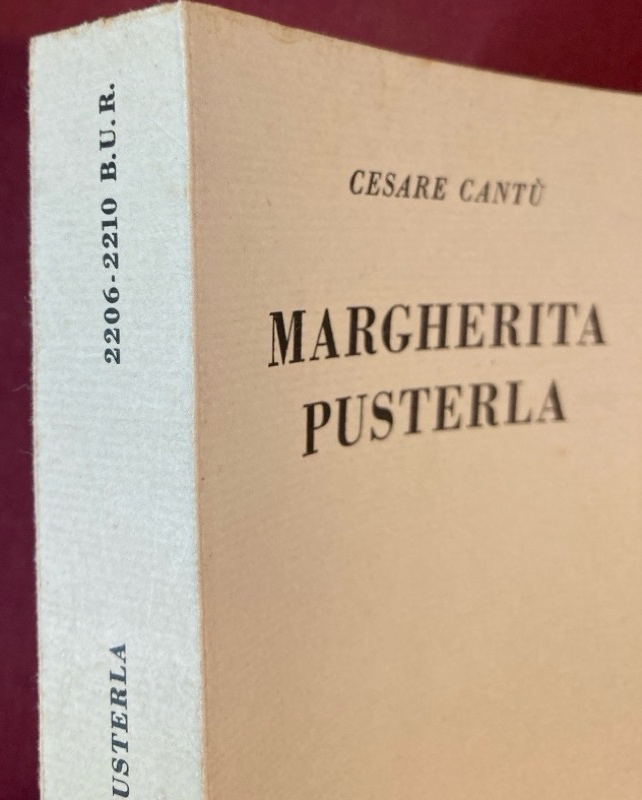 CESARE CANTÙ
MARGHERITA
PUSTERLA
2206-2210 B.U.R.
USTERLA